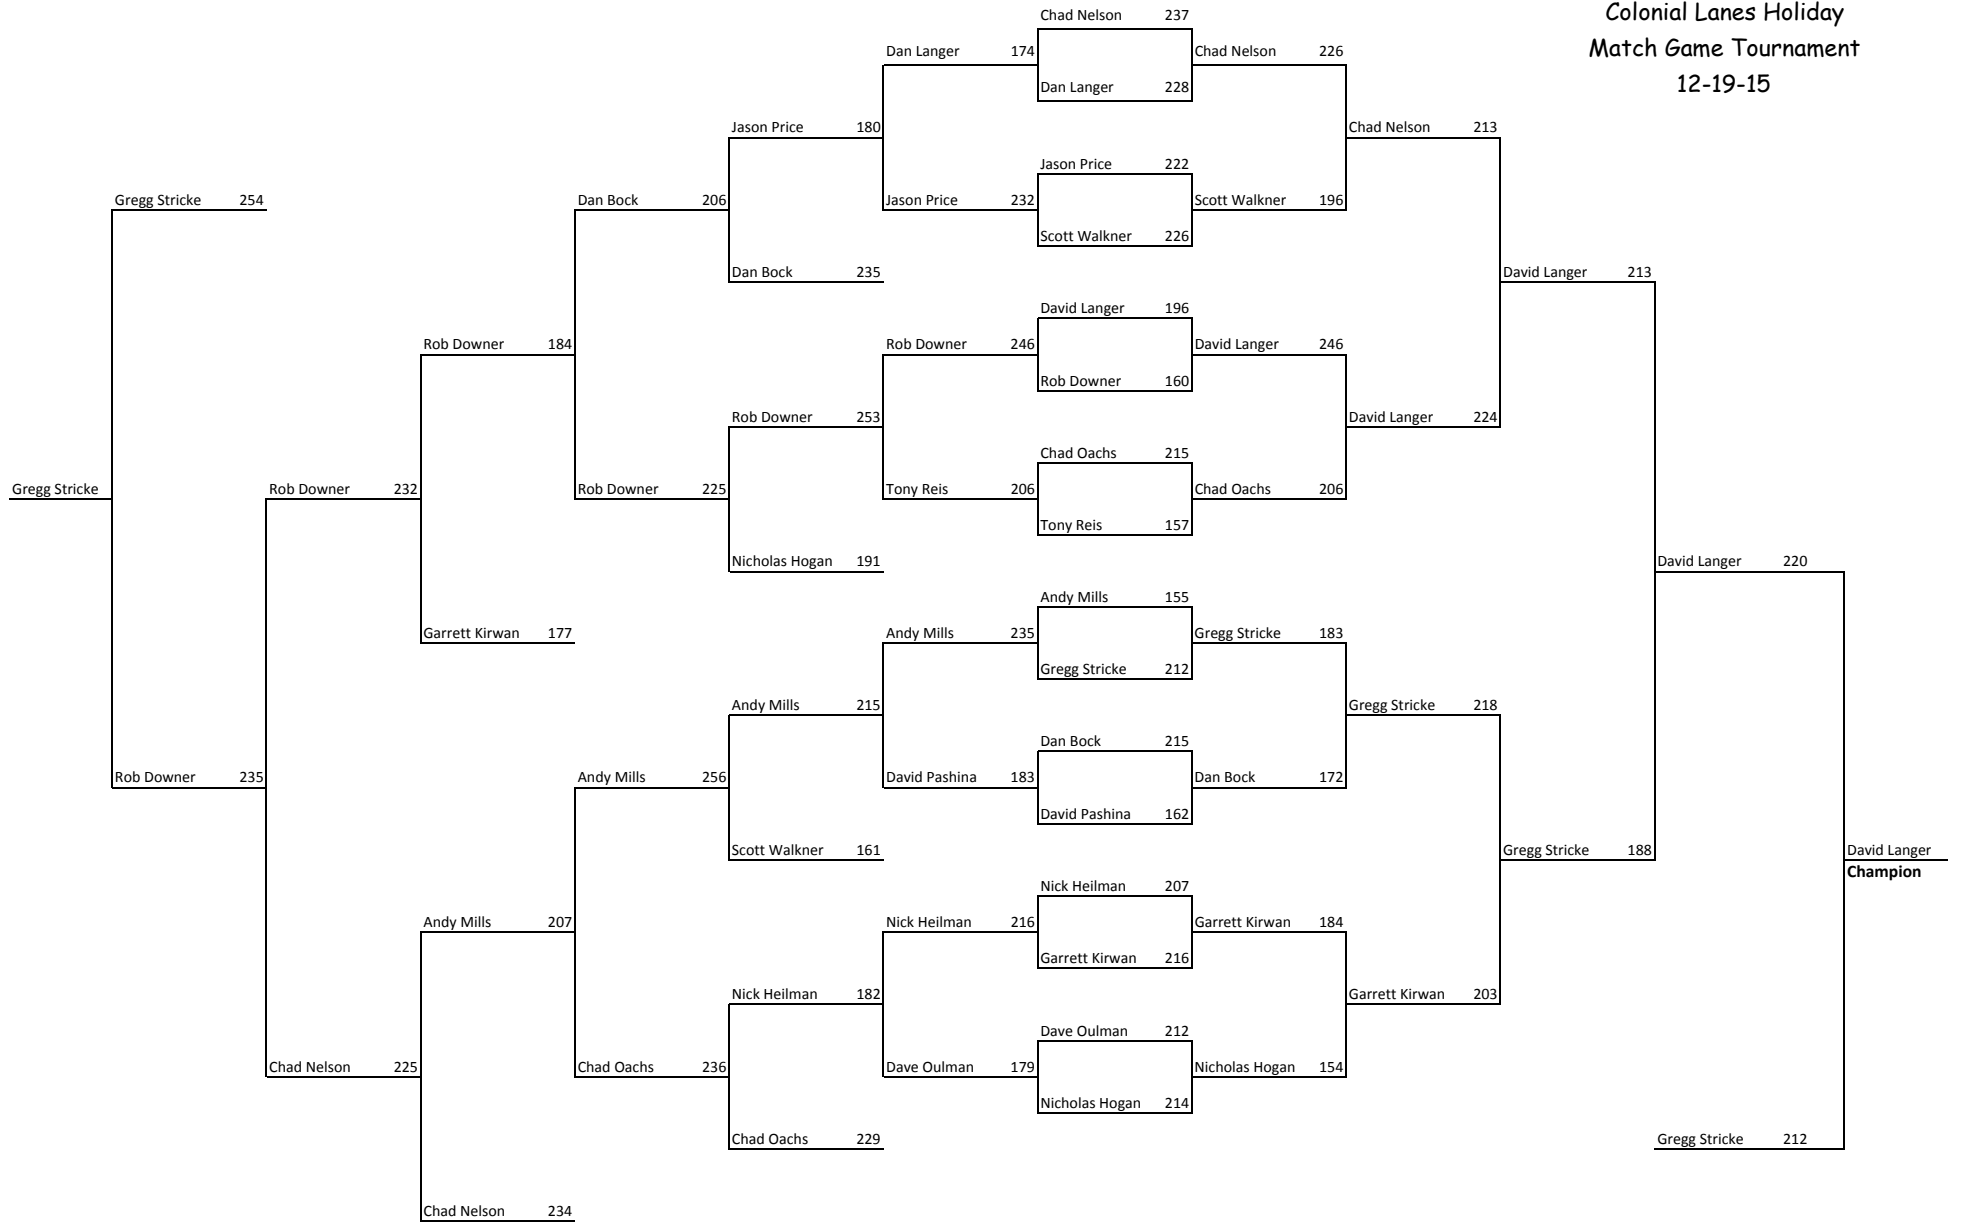 Colonial Lanes Holiday
Match Game Tournament
12-19-15
Chad Nelson 237
Dan Langer 174
Chad Nelson 226
Dan Langer 228
Jason Price 180
Chad Nelson 213
Jason Price 222
Gregg Stricke 254
Dan Bock 206
Jason Price 232
Scott Walkner 196
Scott Walkner 226
Dan Bock 235
David Langer 213
David Langer 196
Rob Downer 184
Rob Downer 246
David Langer 246
Rob Downer 160
Rob Downer 253
David Langer 224
Chad Oachs 215
Gregg Stricke
Rob Downer 232
Rob Downer 225
Tony Reis 206
Chad Oachs 206
Tony Reis 157
Nicholas Hogan 191
David Langer 220
Andy Mills 155
Garrett Kirwan 177
Andy Mills 235
Gregg Stricke 183
Gregg Stricke 212
Andy Mills 215
Gregg Stricke 218
Dan Bock 215
Rob Downer 235
Andy Mills 256
David Pashina 183
Dan Bock 172
David Pashina 162
Scott Walkner 161
Gregg Stricke 188
David Langer
Champion
Nick Heilman 207
Andy Mills 207
Nick Heilman 216
Garrett Kirwan 184
Garrett Kirwan 216
Nick Heilman 182
Garrett Kirwan 203
Dave Oulman 212
Chad Nelson 225
Chad Oachs 236
Dave Oulman 179
Nicholas Hogan 154
Nicholas Hogan 214
Chad Oachs 229
Gregg Stricke 212
Chad Nelson 234